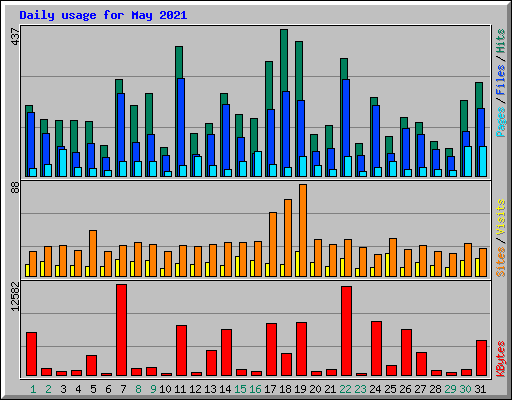 Daily usage for May 2021
437
Pages / Files / Hits
88
Sites / Visits
12582
KBytes
1 2 3 4 5 6 7 8 9 10 11 12 13 14 15 16 17 18 19 20 21 22 23 24 25 26 27 28 29 30 31